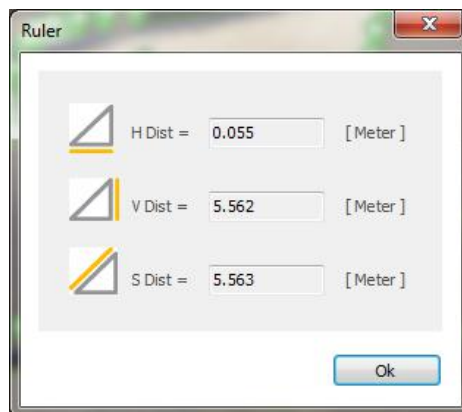 Ruler
H Dist = 0.055 [ Meter ]
V Dist = 5.562 [ Meter ]
S Dist = 5.563 [ Meter ]
Ok